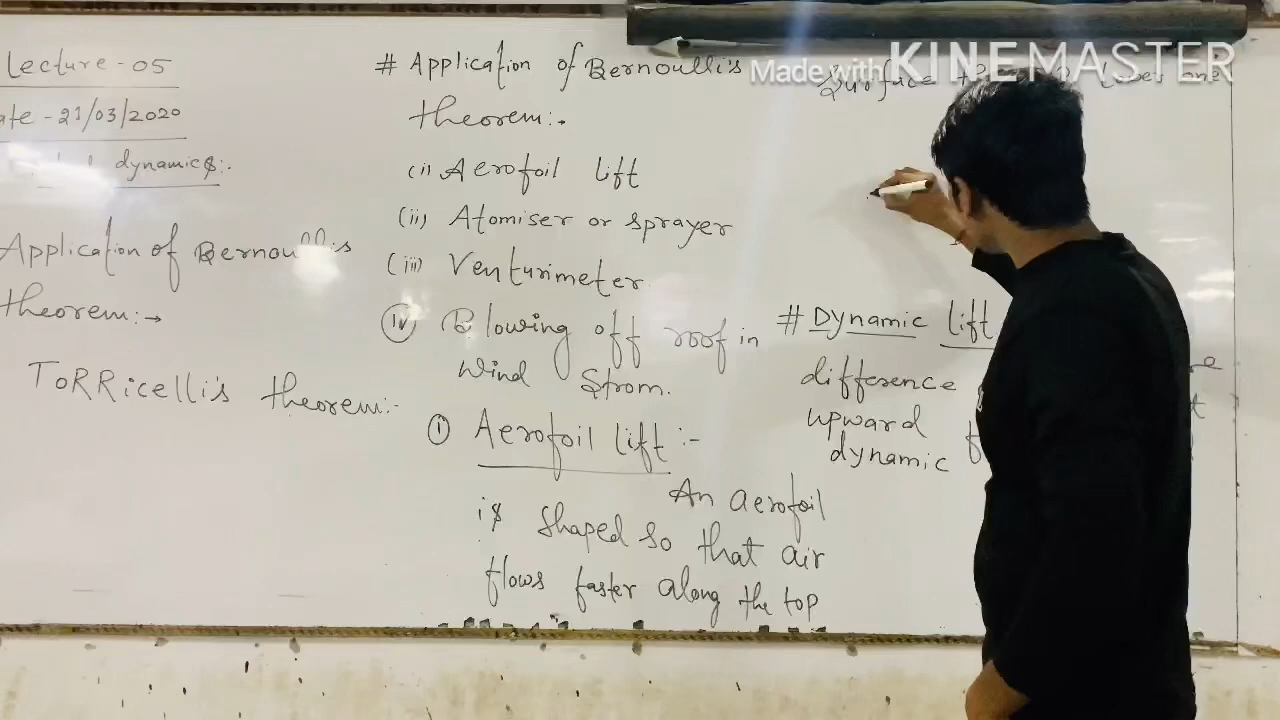 Lecture - 05
ate - 21/03/2020
dynamics:.
Application of Bernoullis
theorem:→
ToRRicelli's theorem:-
# Application of Bernoulli's
theorem:.
(i) Aerofoil lift
(ii) Atomiser or sprayer
(iii) Venturimeter
(iv) Blowing off roof in
wind Strom.
(i) Aerofoil lift :-
An aerofoil
is shaped so that air
flows faster along the top
Made with KINEMASTER
Surface
one
# Dynamic lift
difference
upward
dynamic